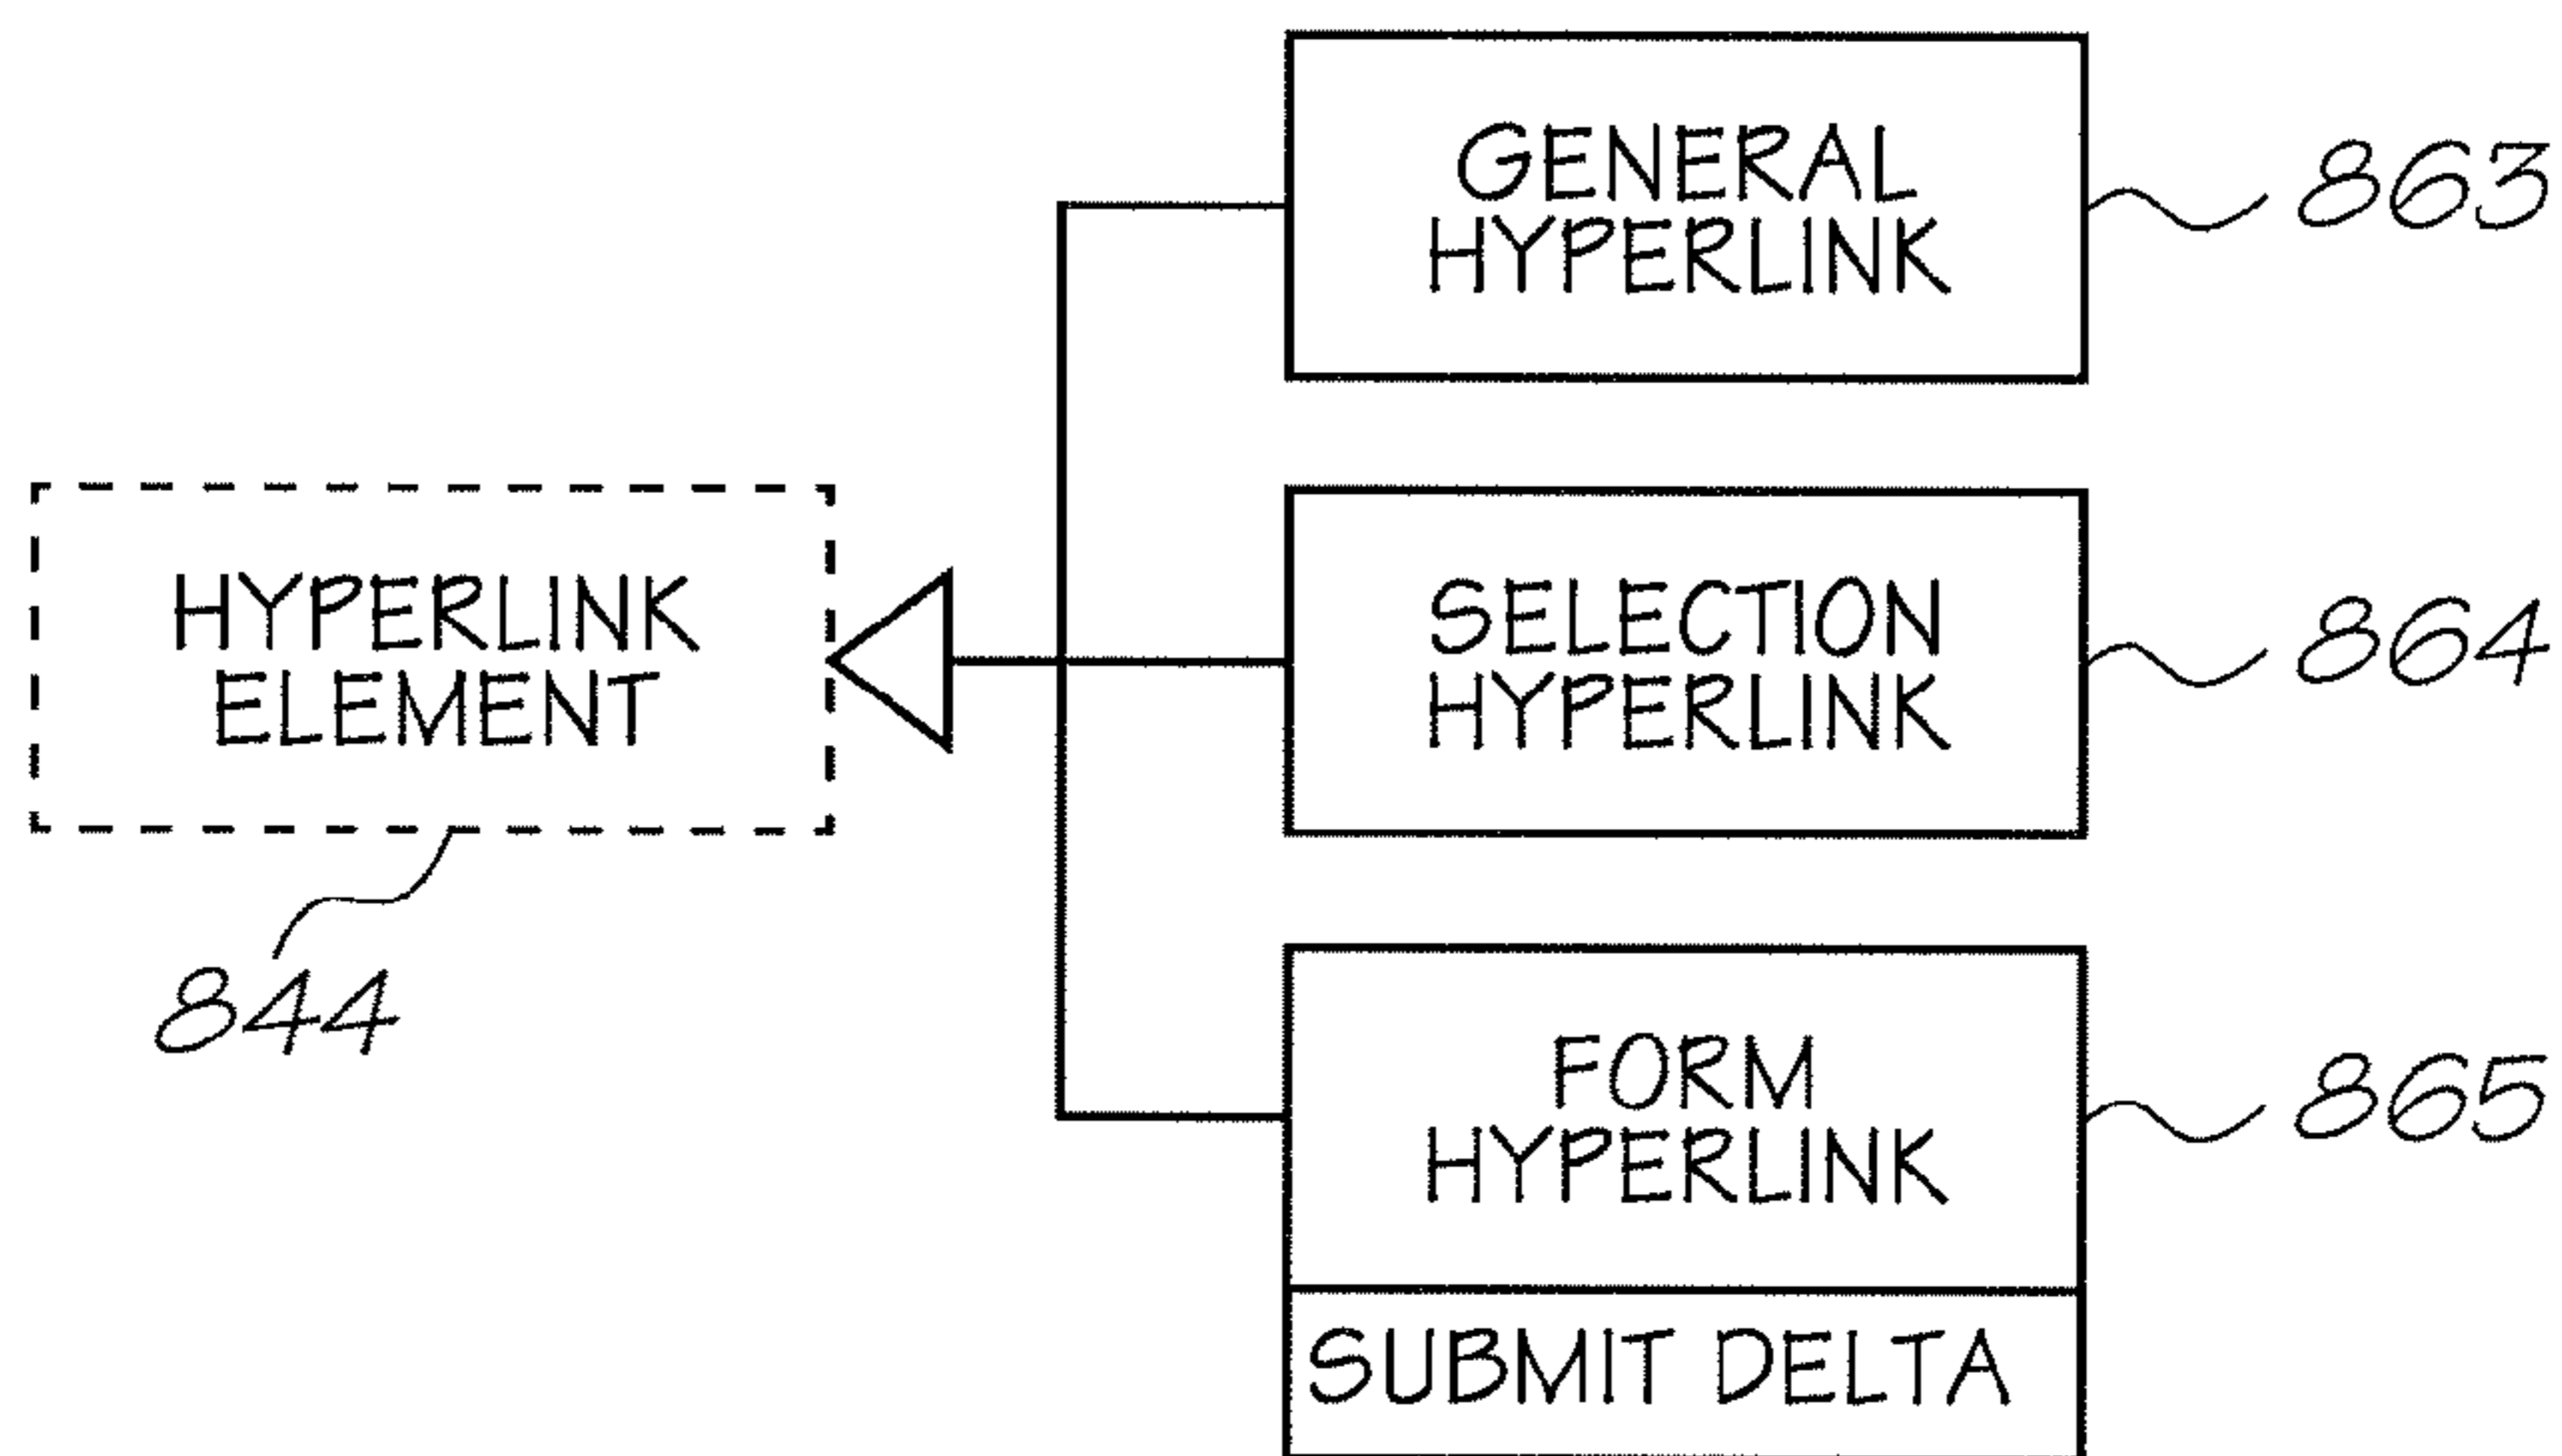 GENERAL
HYPERLINK
863
HYPERLINK
ELEMENT
844
SELECTION
HYPERLINK
864
FORM
HYPERLINK
865
SUBMIT DELTA